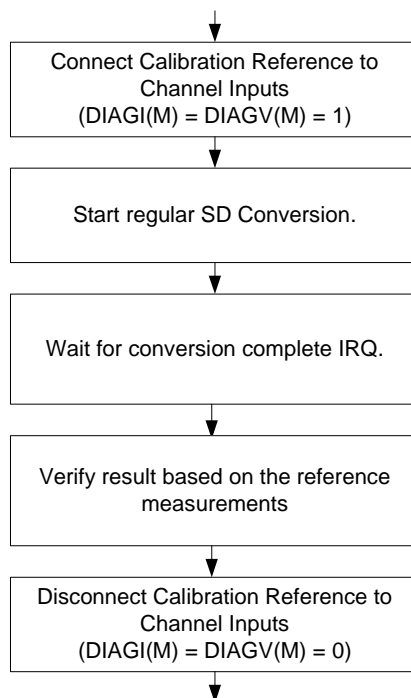 Connect Calibration Reference to
Channel Inputs
(DIAGI(M) = DIAGV(M) = 1)
Start regular SD Conversion.
Wait for conversion complete IRQ.
Verify result based on the reference
measurements
Disconnect Calibration Reference to
Channel Inputs
(DIAGI(M) = DIAGV(M) = 0)